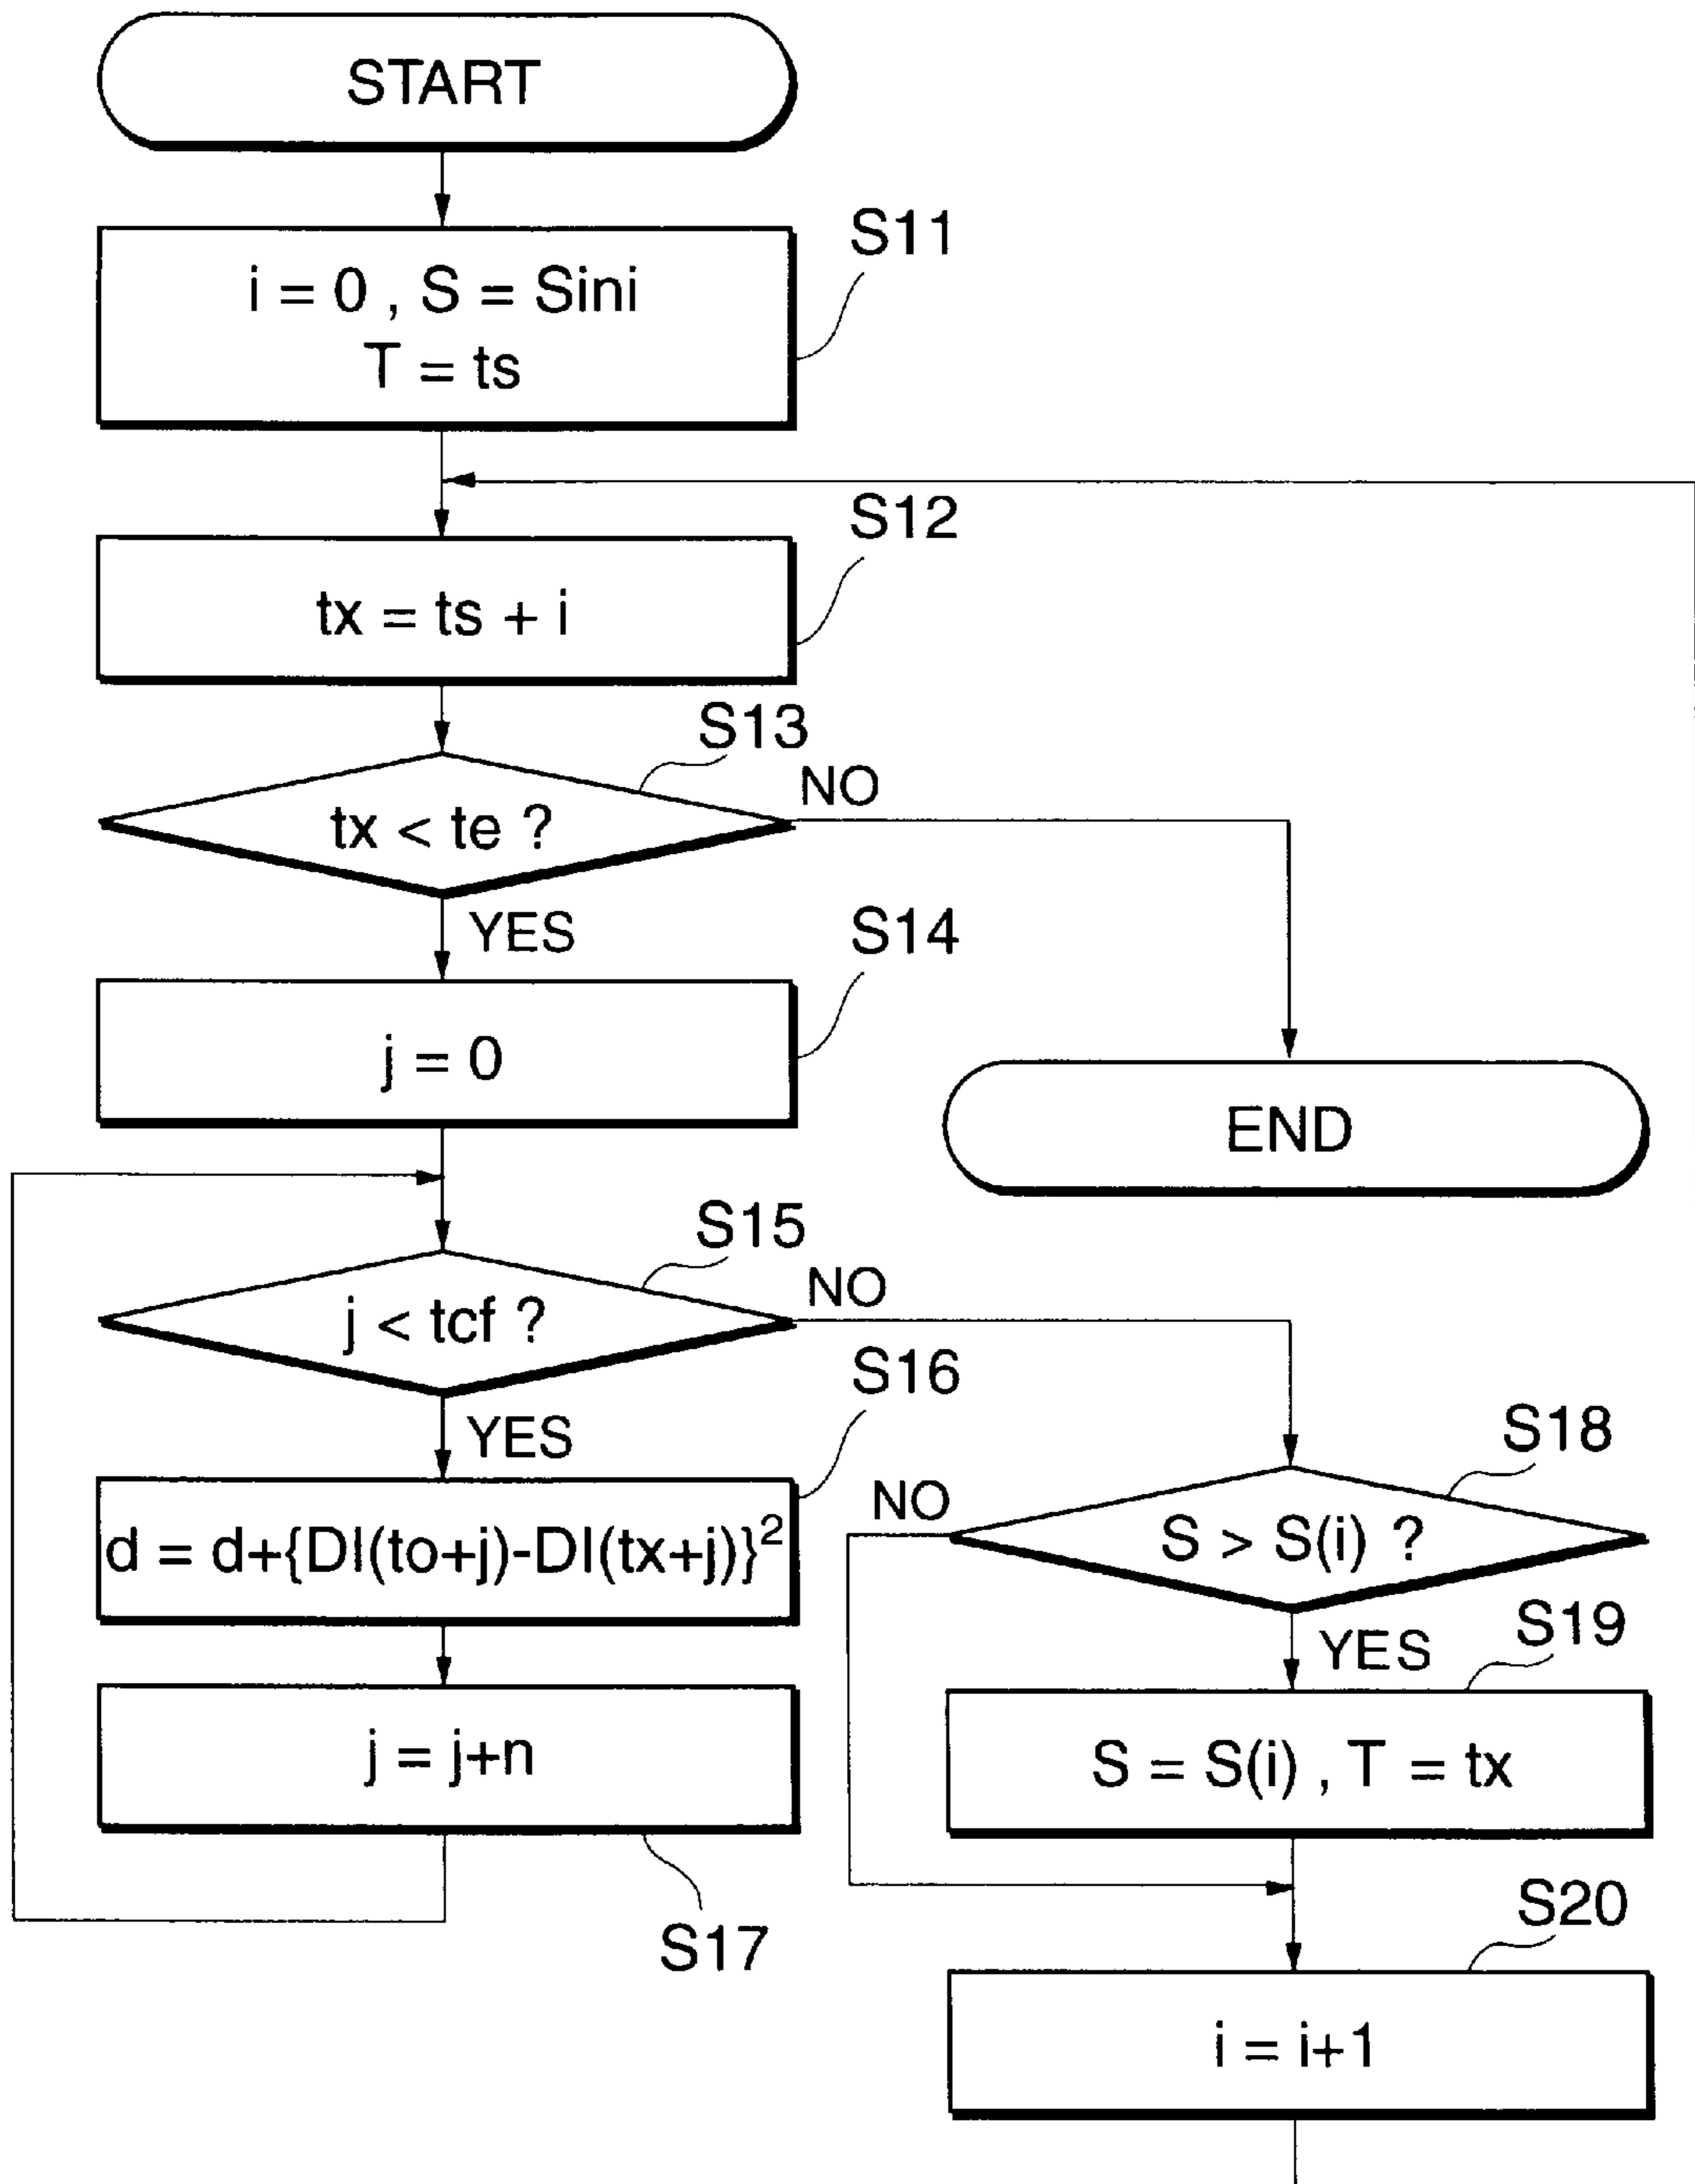 START
S11
i = 0 , S = Sini
T = ts
S12
tx = ts + i
S13
tx < te ?
NO
YES
S14
j = 0
END
S15
j < tcf ?
NO
YES
S16
d = d+{DI(to+j)-DI(tx+j)}²
S18
NO
S > S(i) ?
YES
S19
j = j+n
S = S(i) , T = tx
S17
S20
i = i+1